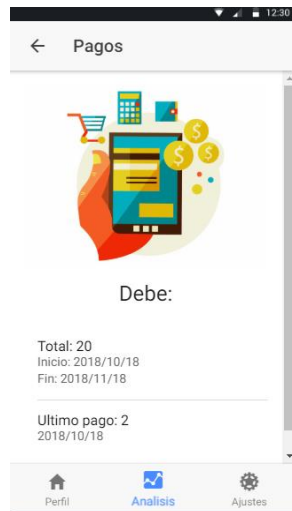 12:30
Pagos
Debe:
Total: 20
Inicio: 2018/10/18
Fin: 2018/11/18
Ultimo pago: 2
2018/10/18
Perfil Analisis Ajustes